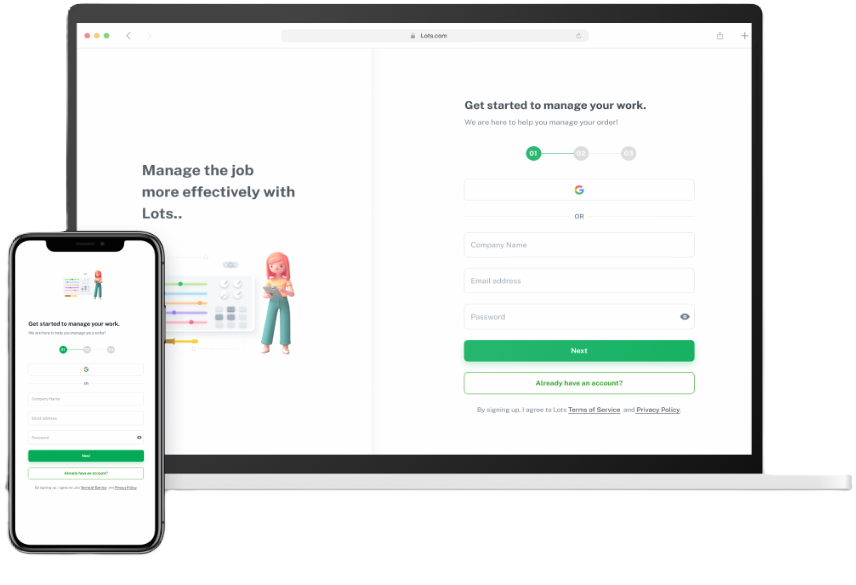 Lots.com
Manage the job
more effectively with
Lots..
Get started to manage your work.
We are here to help you manage your order!
01 02 03
OR
Company Name
Email address
Password
Next
Already have an account?
By signing up, I agree to Lots Terms of Service and Privacy Policy.
Get started to manage your work.
We are here to help you manage your order!
01 02 03
OR
Company Name
Email address
Password
Next
Already have an account?
By signing up, I agree to Lots Terms of Service and Privacy Policy.